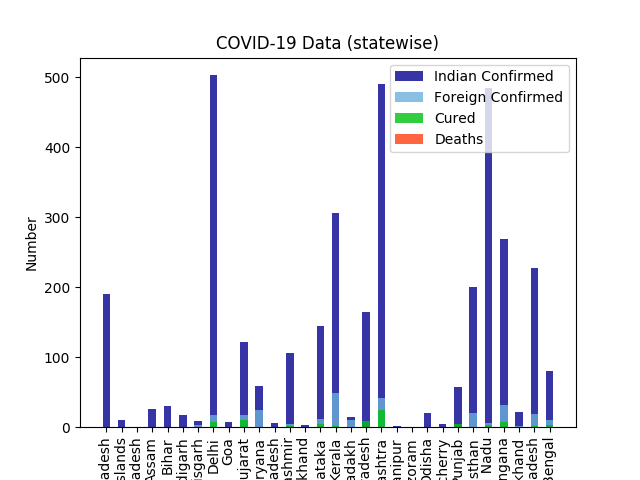 COVID-19 Data (statewise)
Indian Confirmed
Foreign Confirmed
Cured
Deaths
Number
500
400
300
200
100
0
adesh
slands
adesh
Assam
Bihar
digarh
isgarh
Delhi
Goa
ujarat
ryana
adesh
ashmir
khand
ataka
Kerala
adakh
adesh
ashtra
anipur
zoram
Odisha
cherry
Punjab
sthan
Nadu
ngana
khand
adesh
Bengal